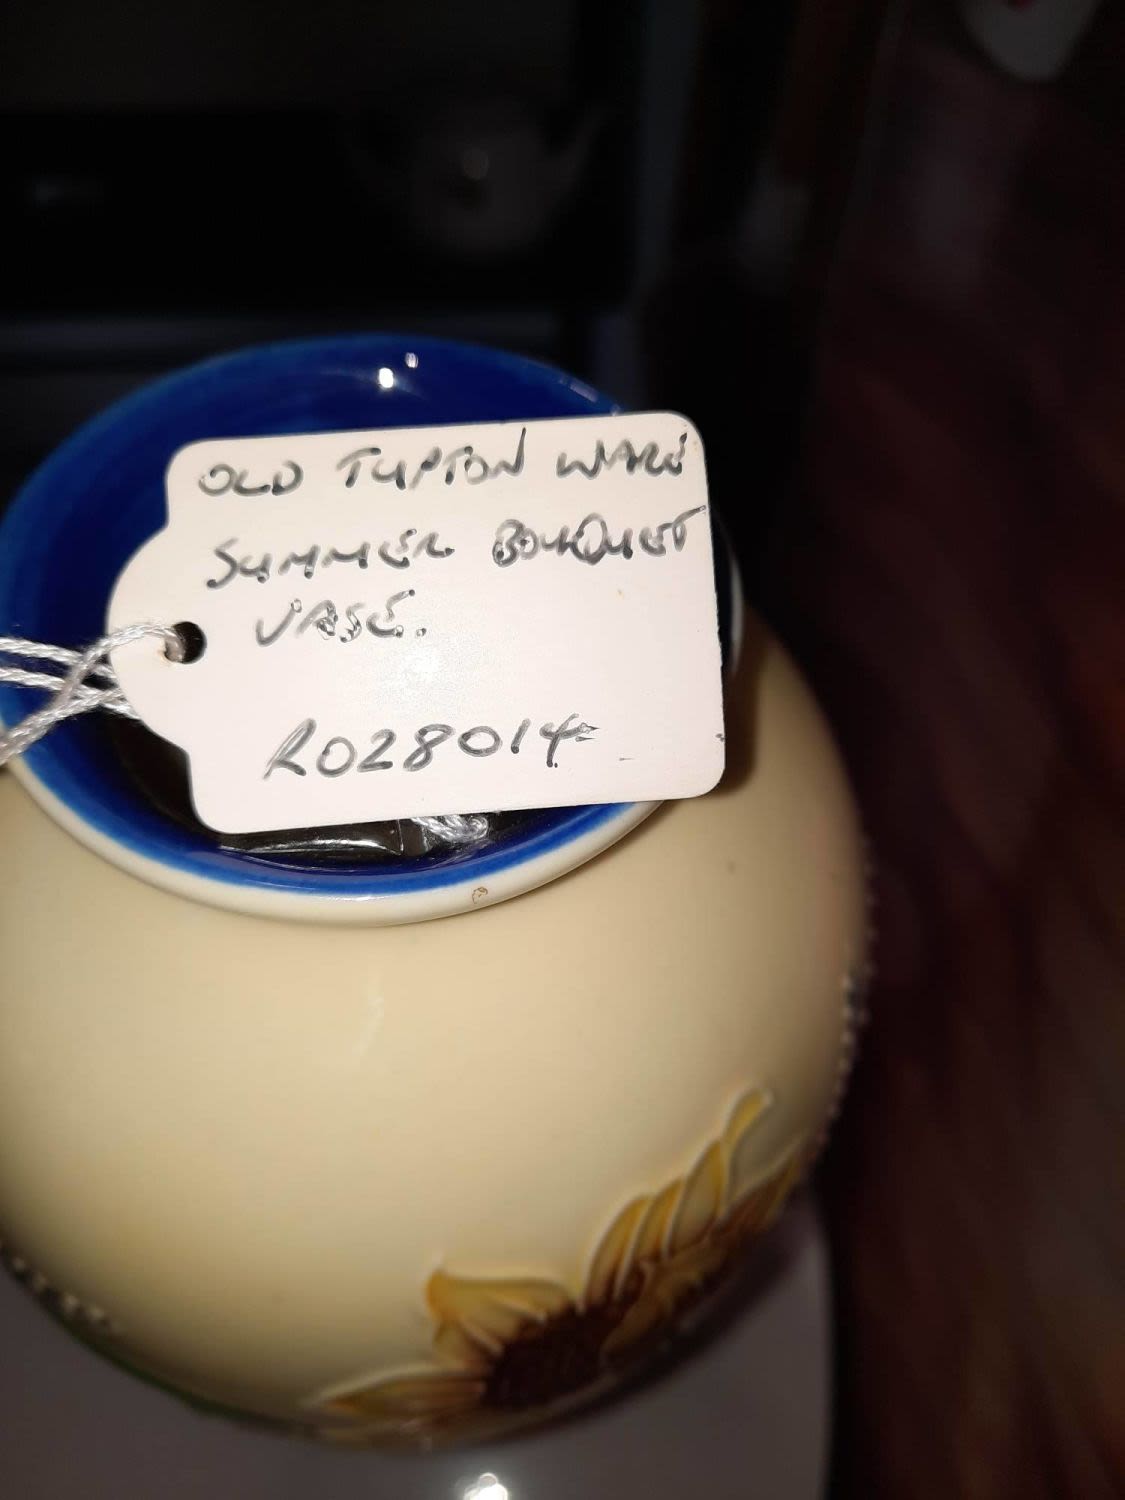 OLD TUPTON WARE
SUMMER BOUQUET
VASE.
R028014